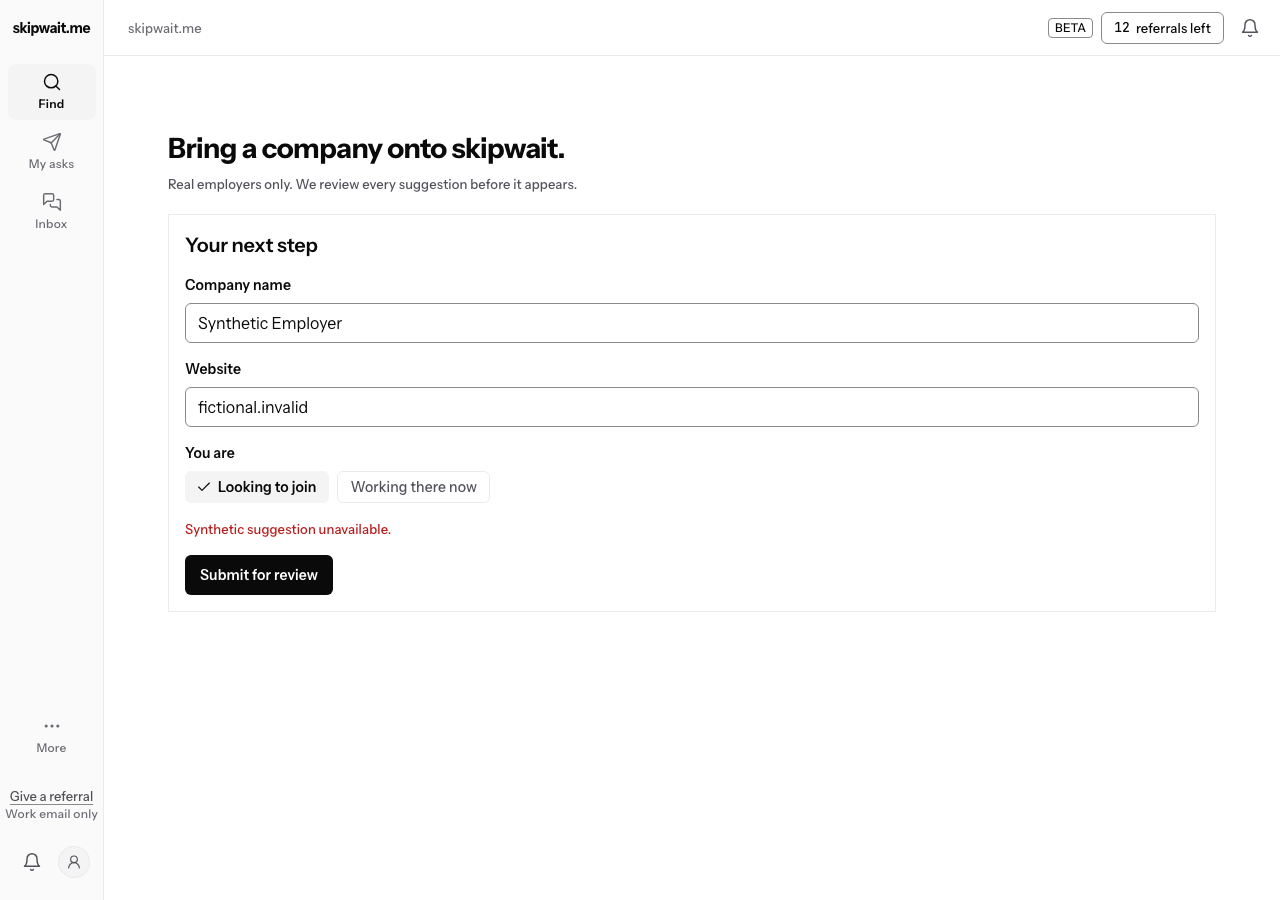 skipwait.me
skipwait.me
BETA
12 referrals left
Find
My asks
Inbox
Bring a company onto skipwait.
Real employers only. We review every suggestion before it appears.
Your next step
Company name
Synthetic Employer
Website
fictional.invalid
You are
Looking to join
Working there now
Synthetic suggestion unavailable.
Submit for review
More
Give a referral
Work email only